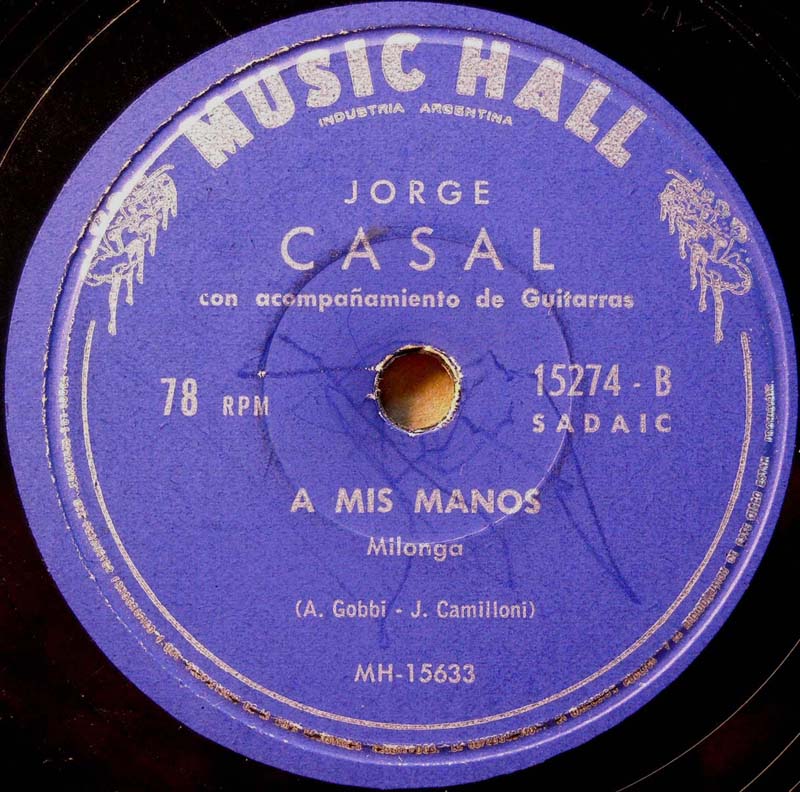 MUSIC HALL
INDUSTRIA ARGENTINA
JORGE
CASAL
con acompañamiento de Guitarras
78 RPM
15274 - B
SADAIC
A MIS MANOS
Milonga
(A. Gobbi - J. Camilloni)
MH-15633